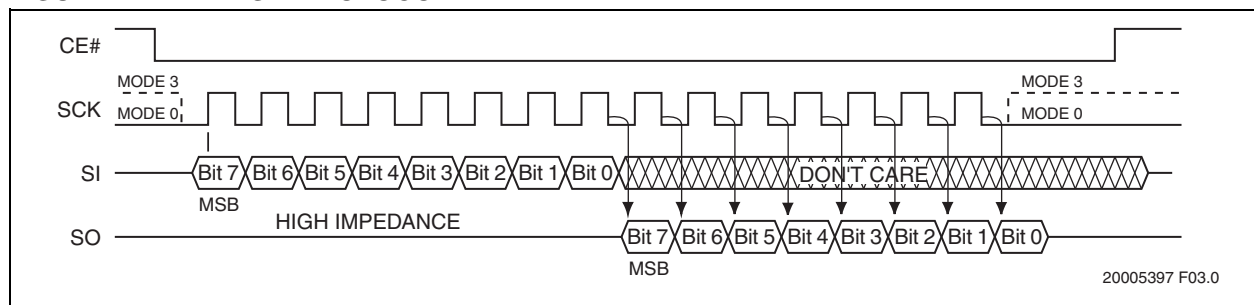 CE#
MODE 3
MODE 3
SCK
MODE 0
MODE 0
SI
Bit 7 Bit 6 Bit 5 Bit 4 Bit 3 Bit 2 Bit 1 Bit 0
DON'T CARE
MSB
HIGH IMPEDANCE
SO
Bit 7 Bit 6 Bit 5 Bit 4 Bit 3 Bit 2 Bit 1 Bit 0
MSB
20005397 F03.0